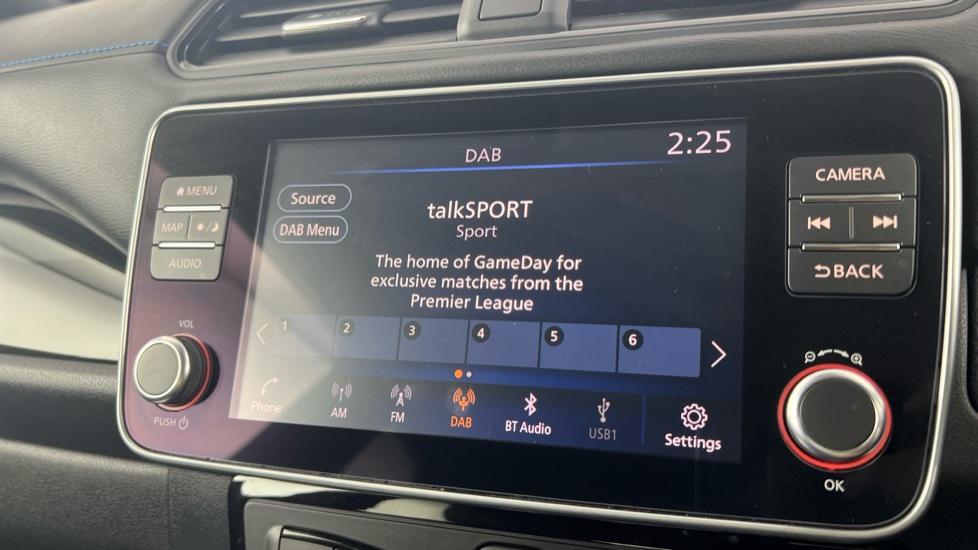 DAB
2:25
Source
DAB Menu
talkSPORT
Sport
The home of GameDay for
exclusive matches from the
Premier League
1 2 3 4 5 6
Phone
AM
FM
DAB
BT Audio
USB1
Settings
MENU
MAP
AUDIO
VOL
PUSH
CAMERA
BACK
OK